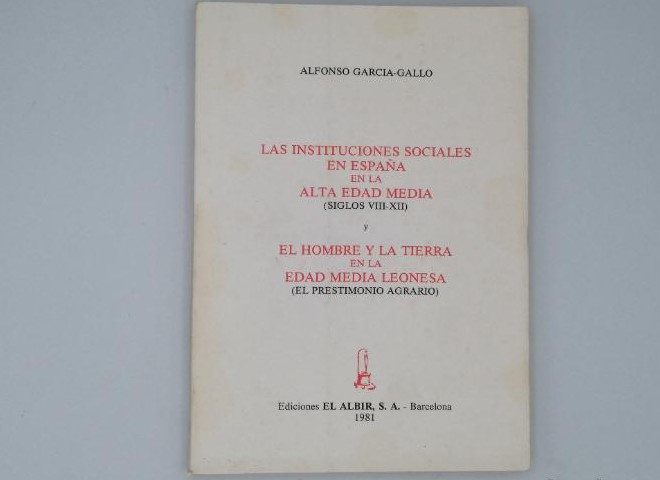 ALFONSO GARCIA-GALLO
LAS INSTITUCIONES SOCIALES
EN ESPAÑA
EN LA
ALTA EDAD MEDIA
(SIGLOS VIII-XII)
y
EL HOMBRE Y LA TIERRA
EN LA
EDAD MEDIA LEONESA
(EL PRESTIMONIO AGRARIO)
Ediciones EL ALBIR, S. A. - Barcelona
1981